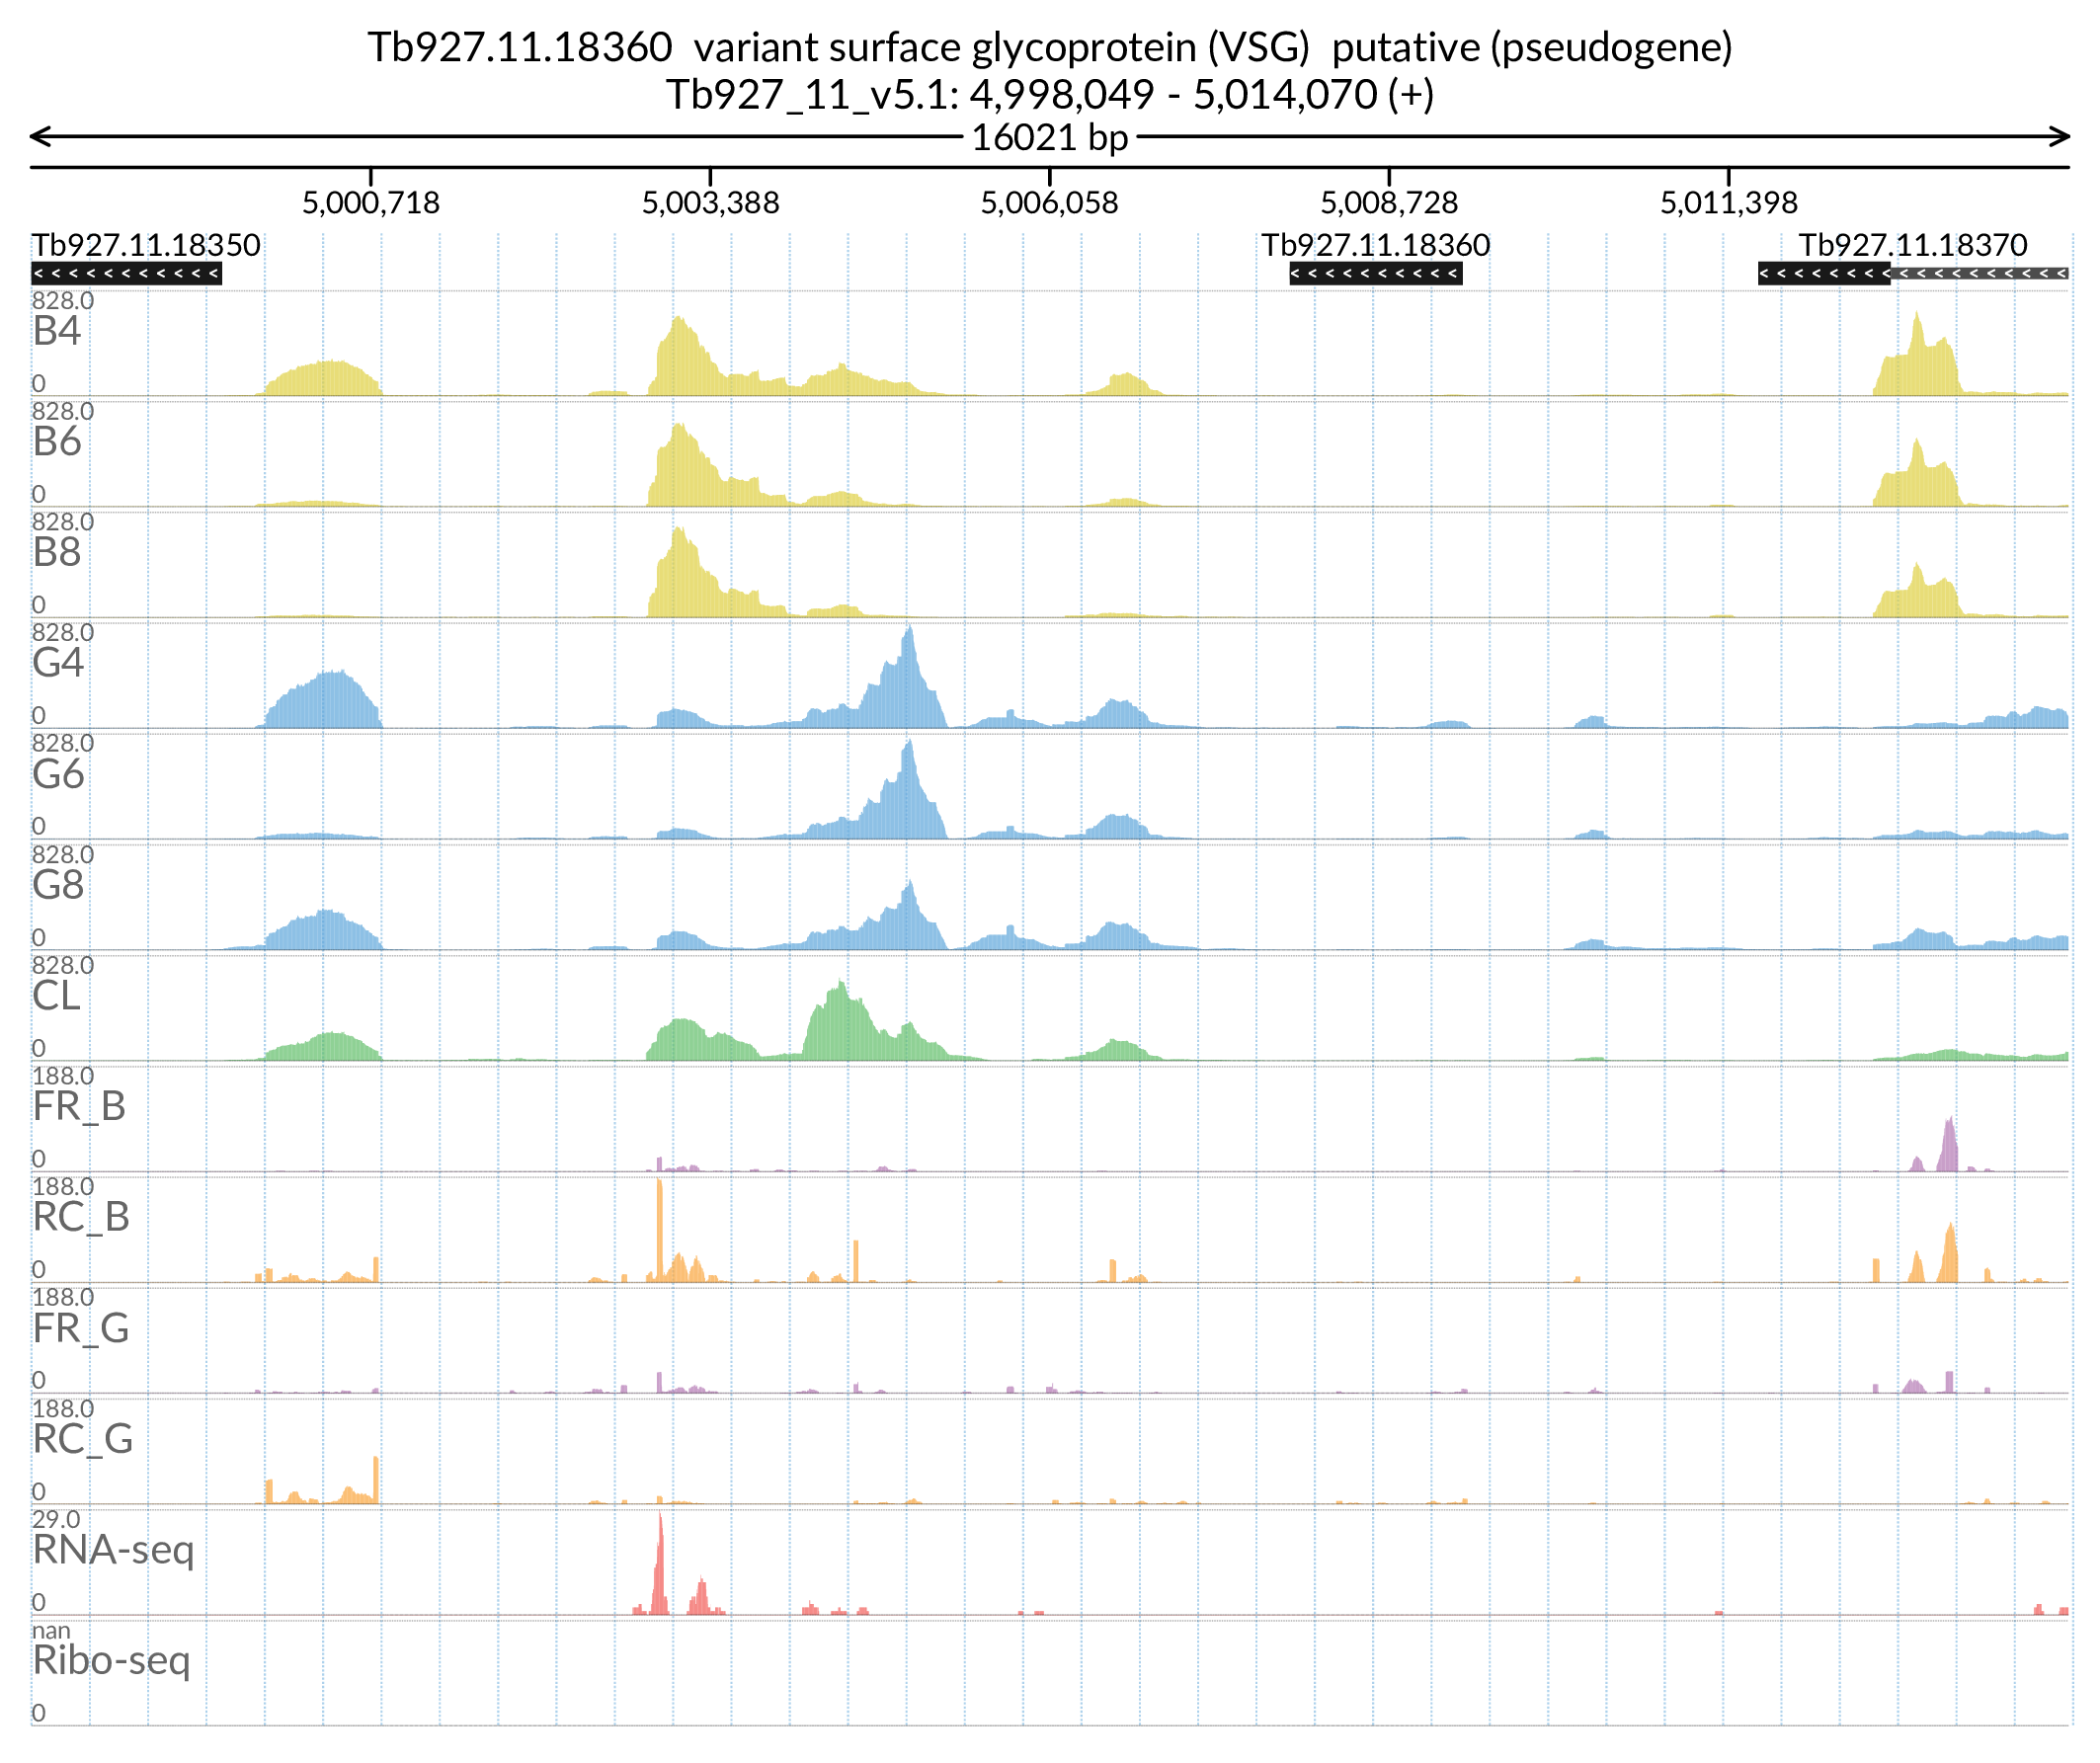 Tb927.11.18360 variant surface glycoprotein (VSG) putative (pseudogene)
Tb927_11_v5.1: 4,998,049 - 5,014,070 (+)
16021 bp
5,000,718 5,003,388 5,006,058 5,008,728 5,011,398
Tb927.11.18350 Tb927.11.18360 Tb927.11.18370
828.0
B4
0
828.0
B6
0
828.0
B8
0
828.0
G4
0
828.0
G6
0
828.0
G8
0
828.0
CL
0
188.0
FR_B
0
188.0
RC_B
0
188.0
FR_G
0
188.0
RC_G
0
29.0
RNA-seq
0
nan
Ribo-seq
0